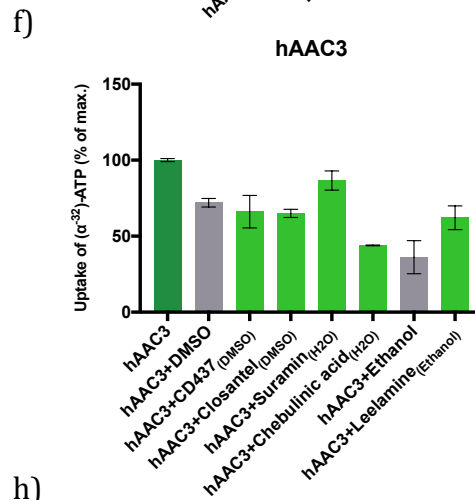 f)
hAAC3
Uptake of (α⁻³²)-ATP (% of max.)
150
100
50
0
hAAC3
hAAC3+DMSO
hAAC3+CD437(DMSO)
hAAC3+Closantel(DMSO)
hAAC3+Suramin(H2O)
hAAC3+Chebulinic acid(H2O)
hAAC3+Ethanol
hAAC3+Leelamine(Ethanol)
h)